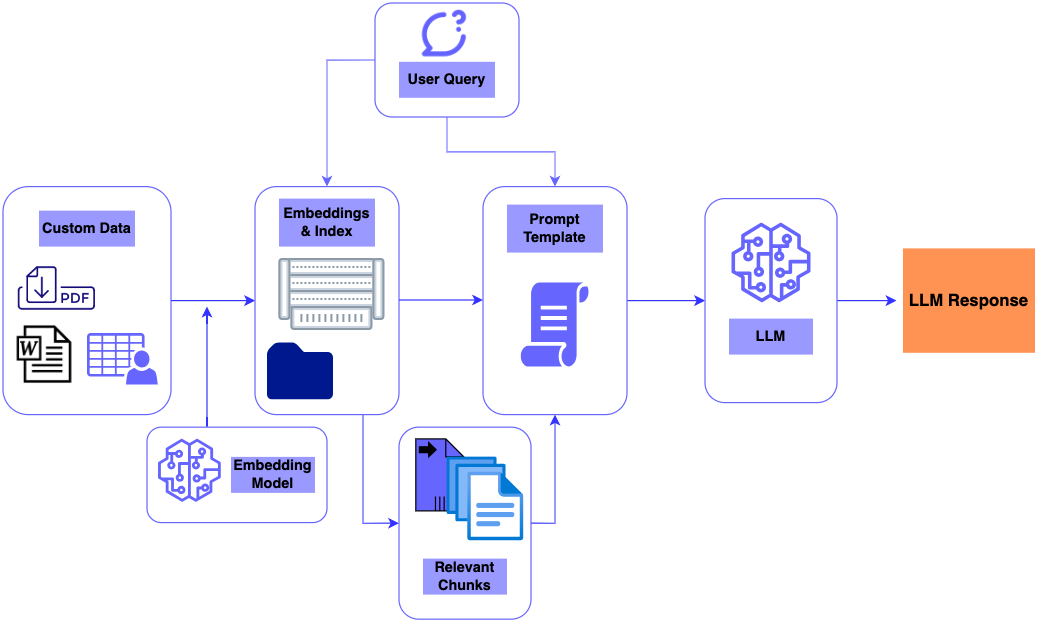 User Query
Custom Data
PDF
W
Embeddings
& Index
Prompt
Template
LLM
LLM Response
Embedding
Model
Relevant
Chunks